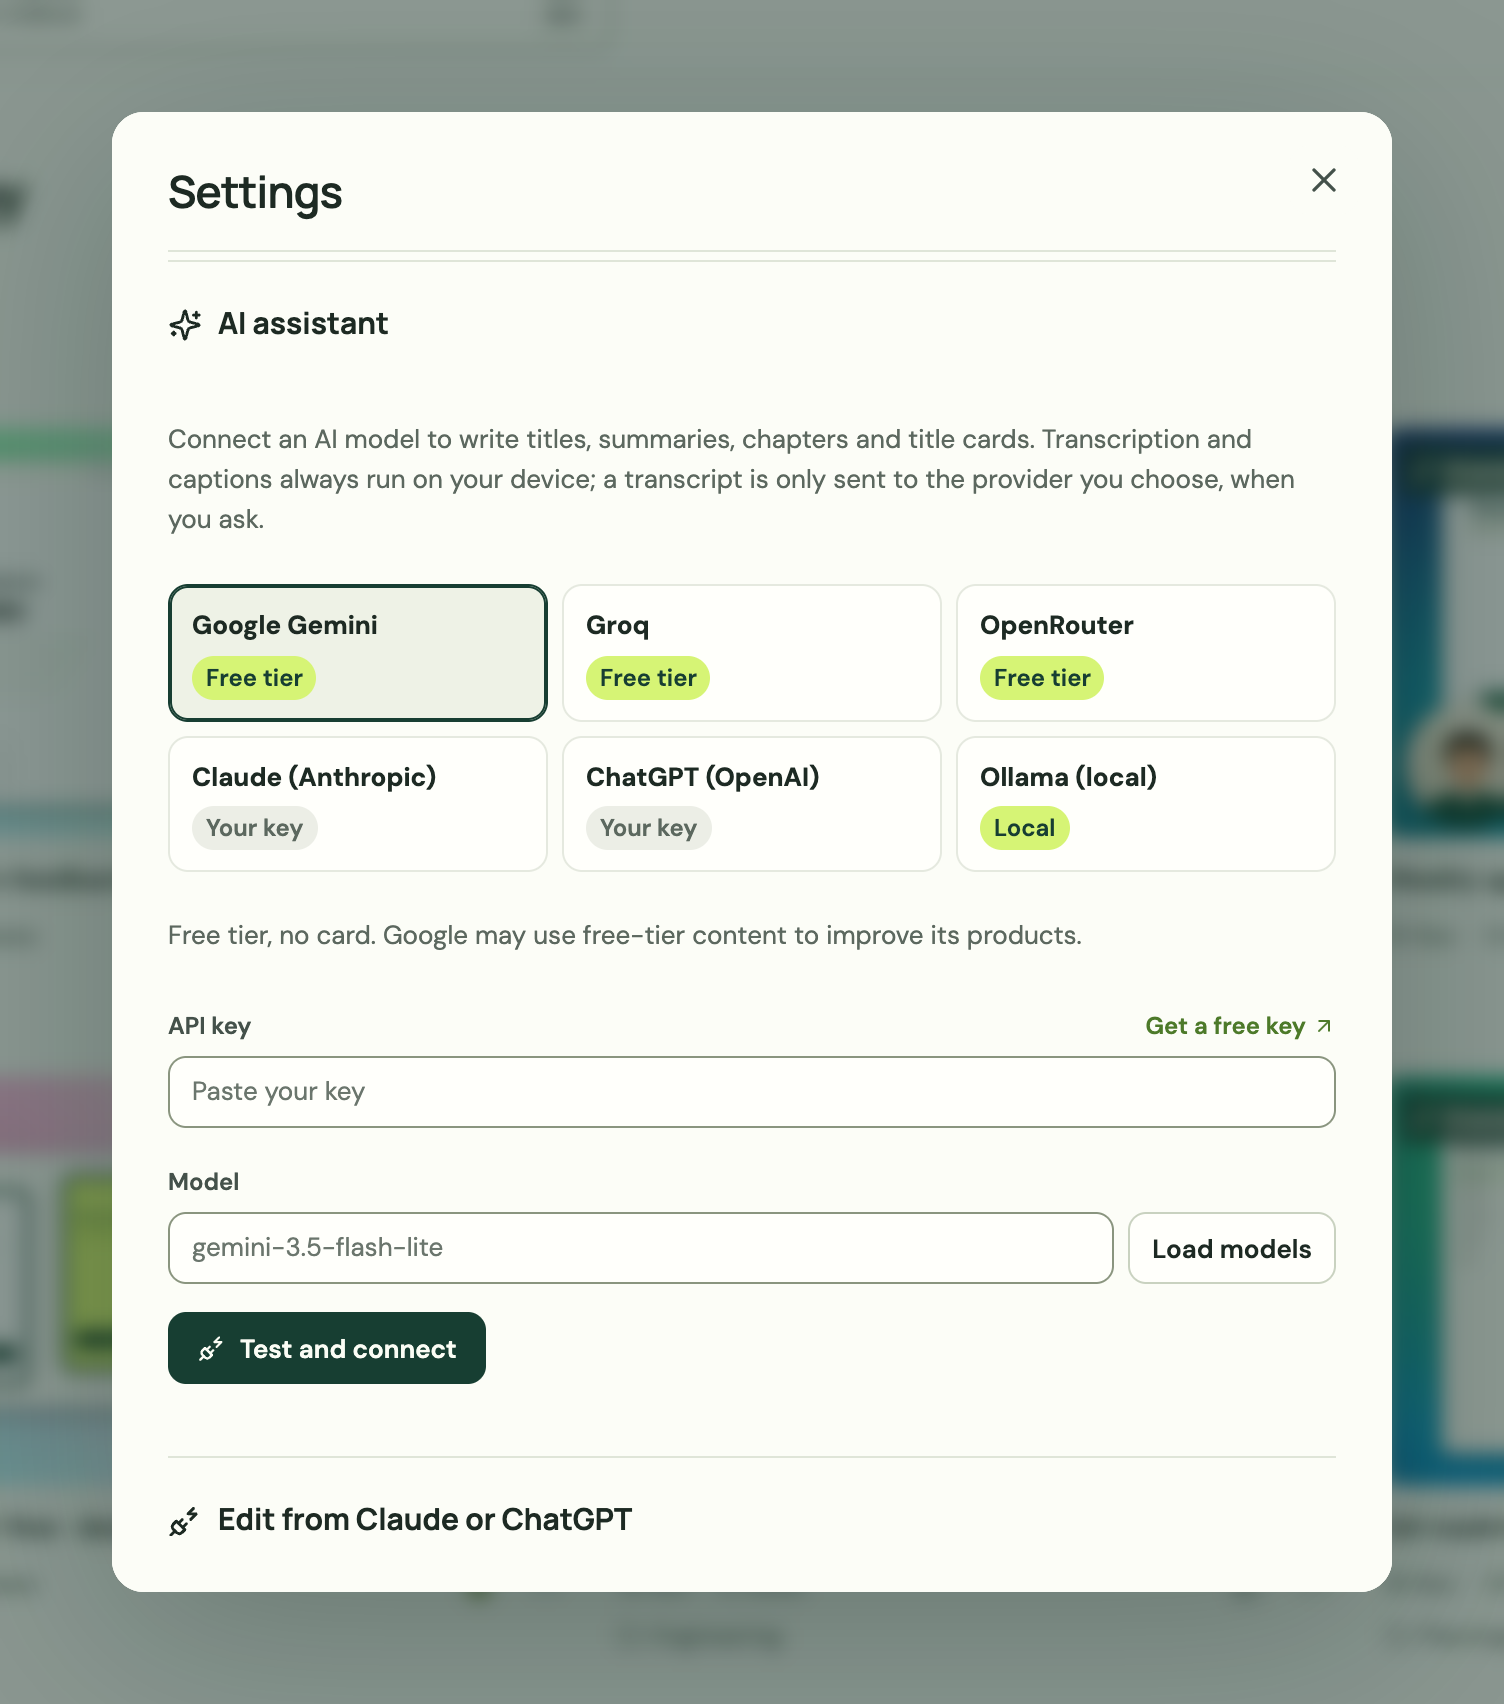 Settings
AI assistant
Connect an AI model to write titles, summaries, chapters and title cards. Transcription and
captions always run on your device; a transcript is only sent to the provider you choose, when
you ask.
Google Gemini
Free tier
Groq
Free tier
OpenRouter
Free tier
Claude (Anthropic)
Your key
ChatGPT (OpenAI)
Your key
Ollama (local)
Local
Free tier, no card. Google may use free-tier content to improve its products.
API key
Get a free key
Paste your key
Model
gemini-3.5-flash-lite
Load models
Test and connect
Edit from Claude or ChatGPT